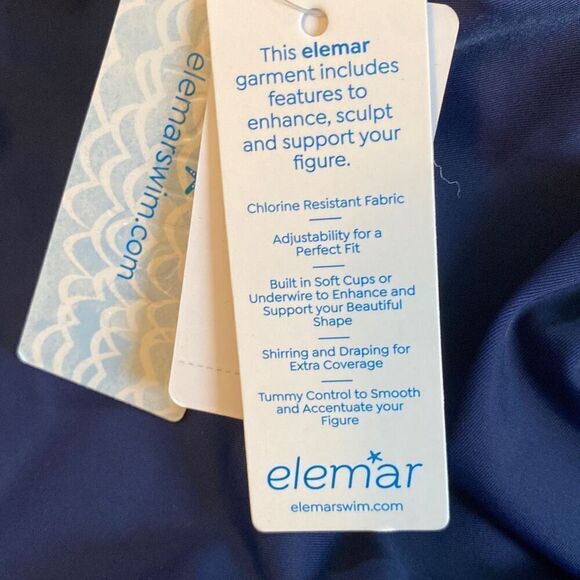 This elemar
garment includes
features to
enhance, sculpt
and support your
figure.
Chlorine Resistant Fabric
Adjustability for a
Perfect Fit
Built in Soft Cups or
Underwire to Enhance and
Support your Beautiful
Shape
Shirring and Draping for
Extra Coverage
Tummy Control to Smooth
and Accentuate your
Figure
elemar
elemarswim.com
elemarswim.com